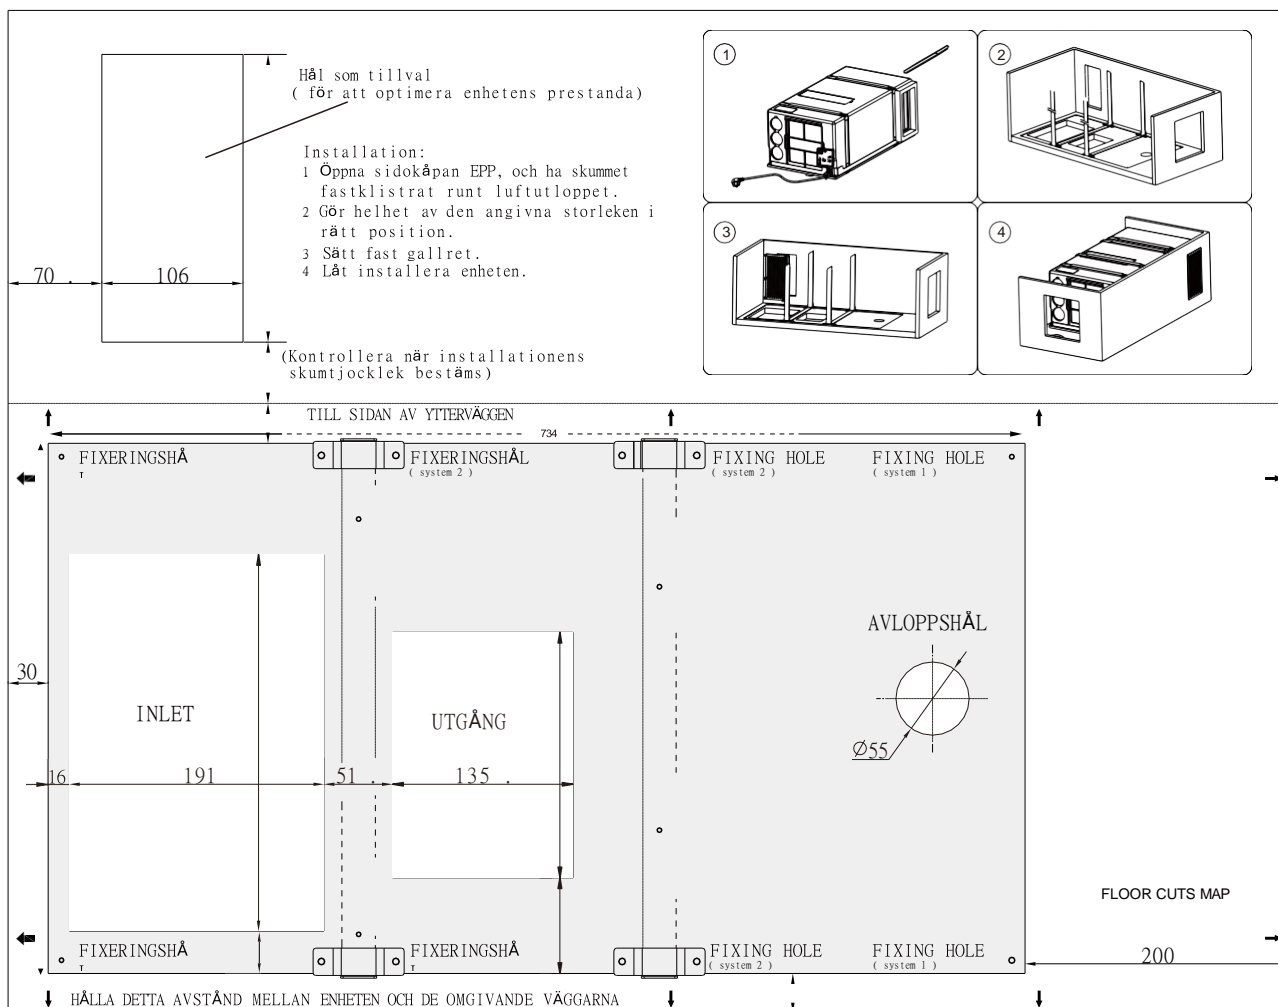 Hål som tillval
( för att optimera enhetens prestanda)
Installation:
1 Öppna sidokåpan EPP, och ha skummet
fastklistrat runt luftutloppet.
2 Gör helhet av den angivna storleken i
rätt position.
3 Sätt fast gallret.
4 Låt installera enheten.
70 .
106
(Kontrollera när installationens
skumtjocklek bestäms)
1
2
3
4
TILL SIDAN AV YTTERVÄGGEN
734
FIXERINGSHÅ
T
FIXERINGSHÅL
( system 2 )
FIXING HOLE
( system 2 )
FIXING HOLE
( system 1 )
AVLOPPSHÅL
30
INLET
UTGÅNG
Ø55
16
191
51 .
135 .
FLOOR CUTS MAP
FIXERINGSHÅ
T
FIXERINGSHÅ
T
FIXING HOLE
( system 2 )
FIXING HOLE
( system 1 )
200
HÅLLA DETTA AVSTÅND MELLAN ENHETEN OCH DE OMGIVANDE VÄGGARNA